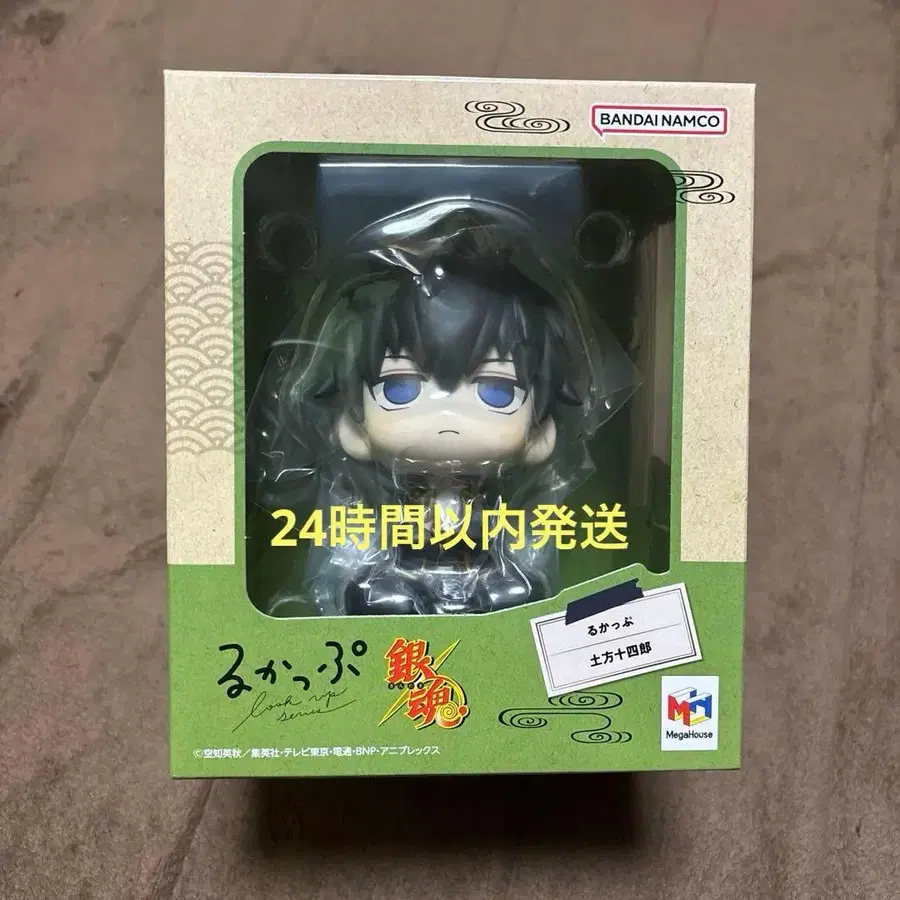 BANDAI NAMCO
24時間以内発送
るかっぷ
土方十四郎
るかっぷ
look up
series
銀魂
MegaHouse
©空知英秋／集英社・テレビ東京・電通・BNP・アニプレックス